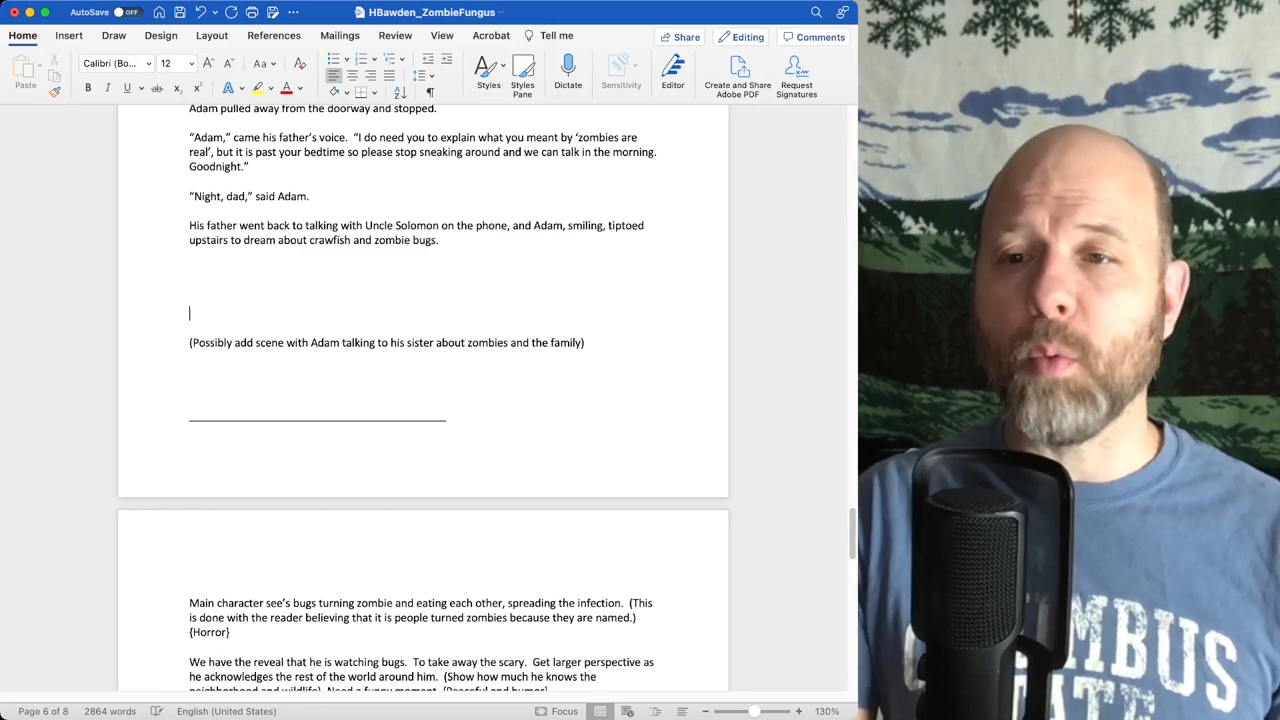 AutoSave OFF
HBawden_ZombieFungus
Home Insert Draw Design Layout References Mailings Review View Acrobat Tell me
Share Editing Comments
Paste
Calibri (Bo... 12
Styles
Styles Pane
Dictate
Sensitivity
Editor
Create and Share Adobe PDF
Request Signatures
Adam pulled away from the doorway and stopped.
“Adam,” came his father’s voice. “I do need you to explain what you meant by ‘zombies are
real’, but it is past your bedtime so please stop sneaking around and we can talk in the morning.
Goodnight.”
“Night, dad,” said Adam.
His father went back to talking with Uncle Solomon on the phone, and Adam, smiling, tiptoed
upstairs to dream about crawfish and zombie bugs.
(Possibly add scene with Adam talking to his sister about zombies and the family)
Main character see’s bugs turning zombie and eating each other, spreading the infection. (This
is done with the reader believing that it is people turned zombies because they are named.)
{Horror}
We have the reveal that he is watching bugs. To take away the scary. Get larger perspective as
he acknowledges the rest of the world around him. (Show how much he knows the
neighborhood and wildlife) Need a funny moment. {Peaceful and humor}
Page 6 of 8 2864 words English (United States) Focus 130%